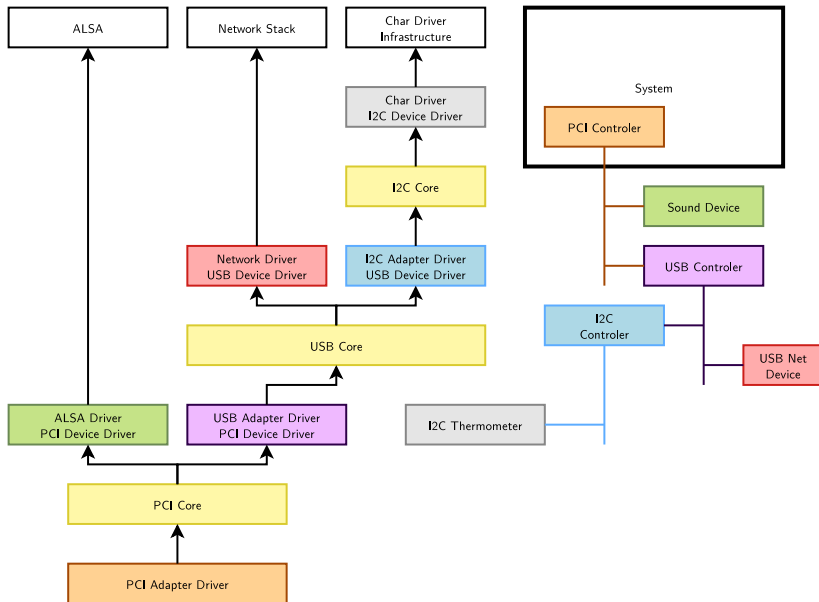 ALSA
Network Stack
Char Driver
Infrastructure
Char Driver
I2C Device Driver
I2C Core
Network Driver
USB Device Driver
I2C Adapter Driver
USB Device Driver
USB Core
ALSA Driver
PCI Device Driver
USB Adapter Driver
PCI Device Driver
PCI Core
PCI Adapter Driver
System
PCI Controler
Sound Device
USB Controler
I2C
Controler
USB Net
Device
I2C Thermometer